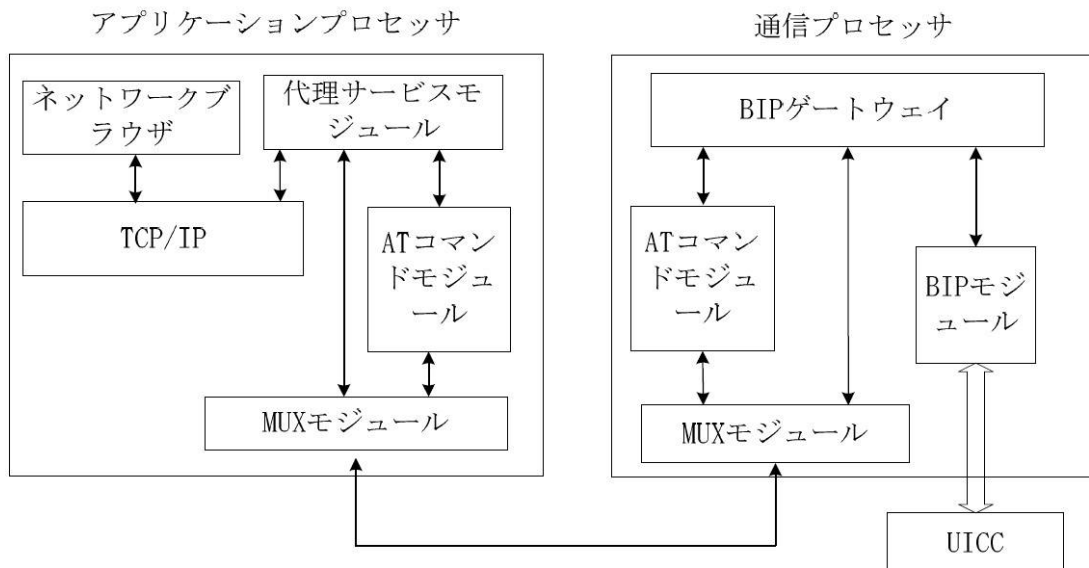 アプリケーションプロセッサ
通信プロセッサ
ネットワークブ
ラウザ
代理サービスモ
ジュール
BIPゲートウェイ
TCP/IP
ATコマン
ドモジュ
ール
ATコマン
ドモジュ
ール
BIPモジ
ュール
MUXモジュール
MUXモジュール
UICC